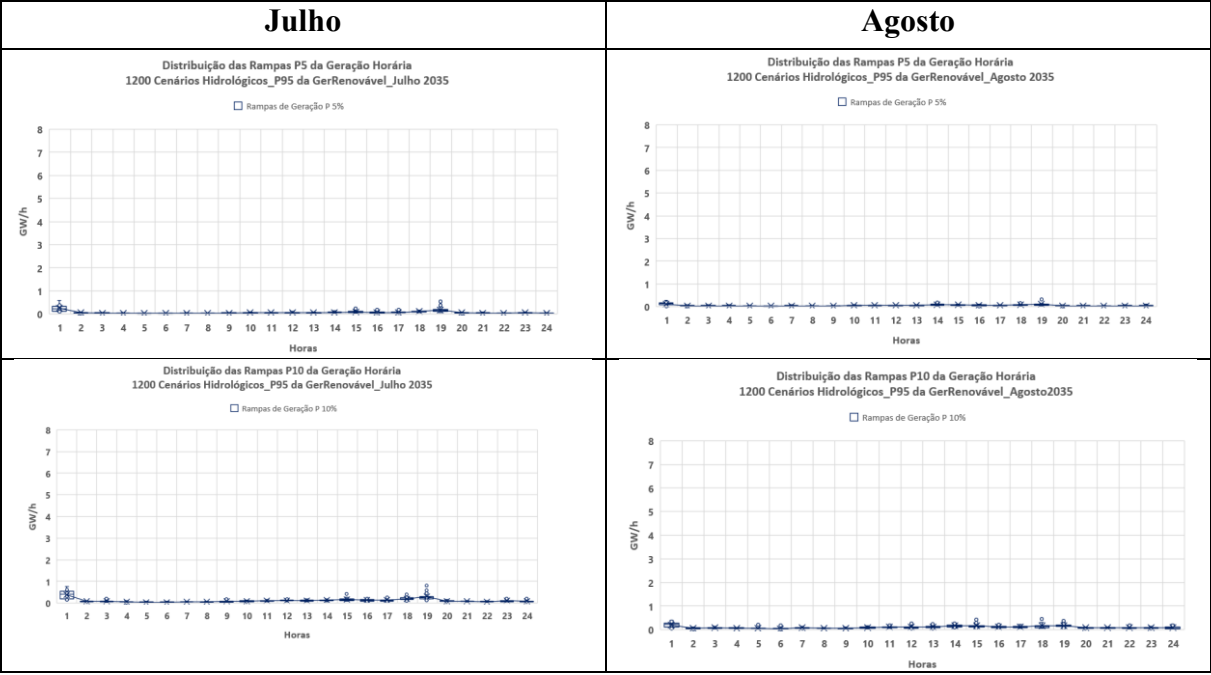 Julho
Agosto
Distribuição das Rampas P5 da Geração Horária
1200 Cenários Hidrológicos_P95 da GerRenovável_Julho 2035
Rampas de Geração P 5%
8
7
6
5
4
3
2
1
0
GW/h
1 2 3 4 5 6 7 8 9 10 11 12 13 14 15 16 17 18 19 20 21 22 23 24
Horas
Distribuição das Rampas P5 da Geração Horária
1200 Cenários Hidrológicos_P95 da GerRenovável_Agosto 2035
Rampas de Geração P 5%
8
7
6
5
4
3
2
1
0
GW/h
1 2 3 4 5 6 7 8 9 10 11 12 13 14 15 16 17 18 19 20 21 22 23 24
Horas
Distribuição das Rampas P10 da Geração Horária
1200 Cenários Hidrológicos_P95 da GerRenovável_Julho 2035
Rampas de Geração P 10%
8
7
6
5
4
3
2
1
0
GW/h
1 2 3 4 5 6 7 8 9 10 11 12 13 14 15 16 17 18 19 20 21 22 23 24
Horas
Distribuição das Rampas P10 da Geração Horária
1200 Cenários Hidrológicos_P95 da GerRenovável_Agosto2035
Rampas de Geração P 10%
8
7
6
5
4
3
2
1
0
GW/h
1 2 3 4 5 6 7 8 9 10 11 12 13 14 15 16 17 18 19 20 21 22 23 24
Horas